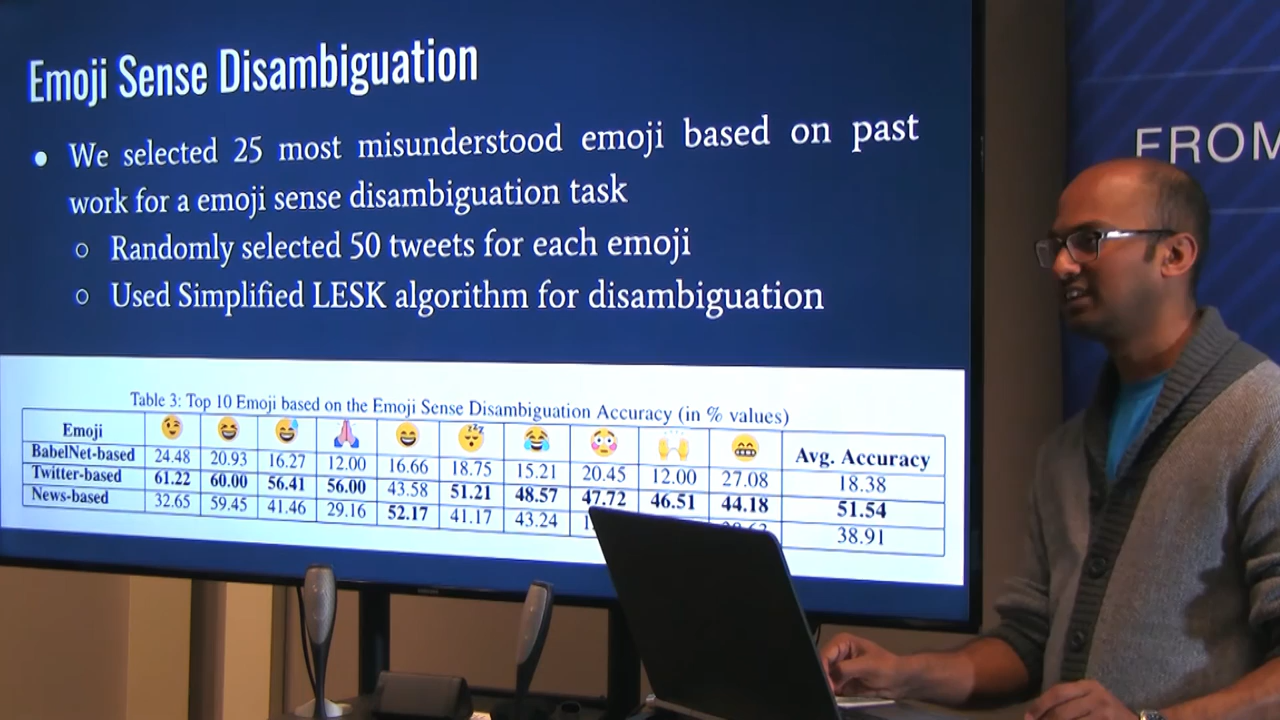 Emoji Sense Disambiguation
FROM
● We selected 25 most misunderstood emoji based on past
work for a emoji sense disambiguation task
○ Randomly selected 50 tweets for each emoji
○ Used Simplified LESK algorithm for disambiguation
Table 3: Top 10 Emoji based on the Emoji Sense Disambiguation Accuracy (in % values)
Emoji 😉 😆 😅 🙏 😄 😴 😂 😳 🙌 😁 Avg. Accuracy
BabelNet-based 24.48 20.93 16.27 12.00 16.66 18.75 15.21 20.45 12.00 27.08 18.38
Twitter-based 61.22 60.00 56.41 56.00 43.58 51.21 48.57 47.72 46.51 44.18 51.54
News-based 32.65 59.45 41.46 29.16 52.17 41.17 43.24 38.91